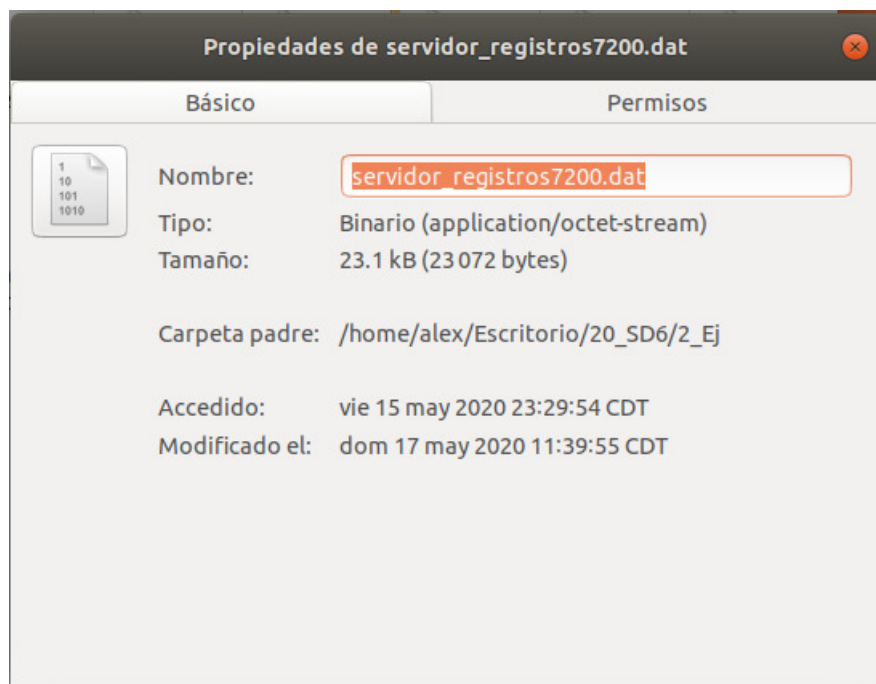 Propiedades de servidor_registros7200.dat
Básico Permisos
1
10
101
1010
Nombre: servidor_registros7200.dat
Tipo: Binario (application/octet-stream)
Tamaño: 23.1 kB (23 072 bytes)
Carpeta padre: /home/alex/Escritorio/20_SD6/2_Ej
Accedido: vie 15 may 2020 23:29:54 CDT
Modificado el: dom 17 may 2020 11:39:55 CDT